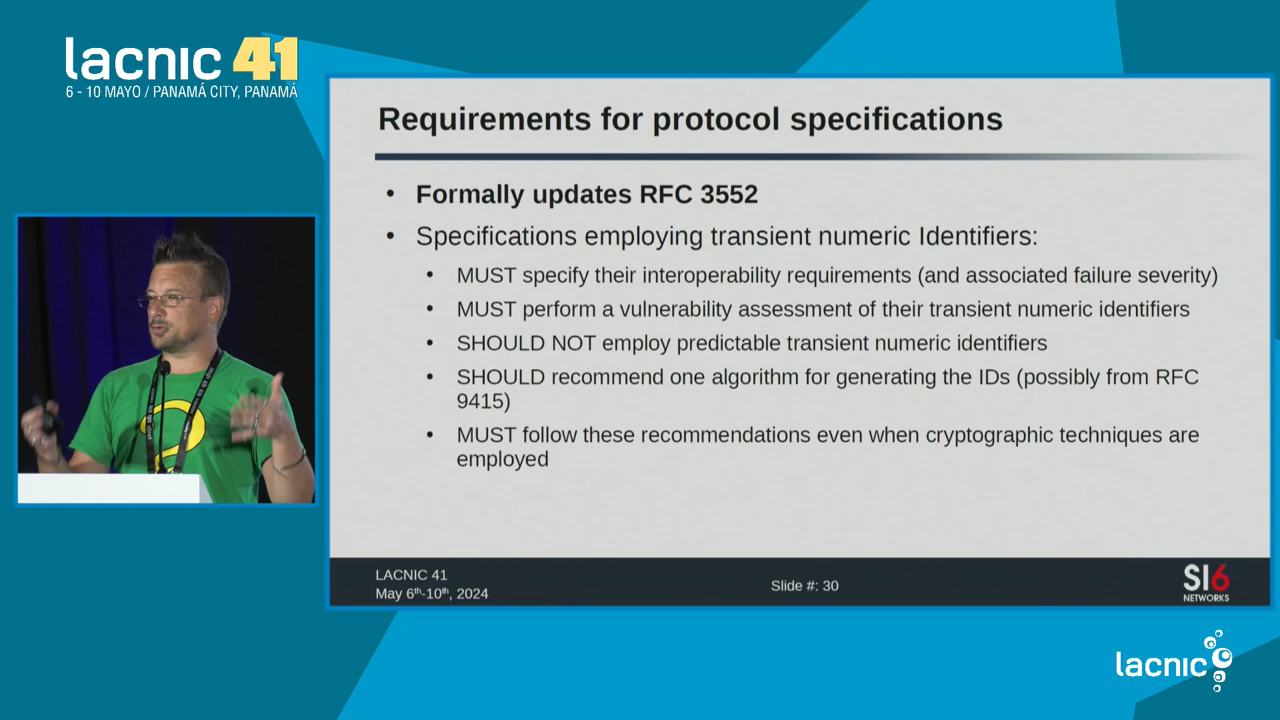 lacnic 41
6 - 10 MAYO / PANAMÁ CITY, PANAMÁ
Requirements for protocol specifications
• Formally updates RFC 3552
• Specifications employing transient numeric Identifiers:
• MUST specify their interoperability requirements (and associated failure severity)
• MUST perform a vulnerability assessment of their transient numeric identifiers
• SHOULD NOT employ predictable transient numeric identifiers
• SHOULD recommend one algorithm for generating the IDs (possibly from RFC
9415)
• MUST follow these recommendations even when cryptographic techniques are
employed
LACNIC 41
May 6th-10th, 2024
Slide #: 30
SI6
NETWORKS
lacnic